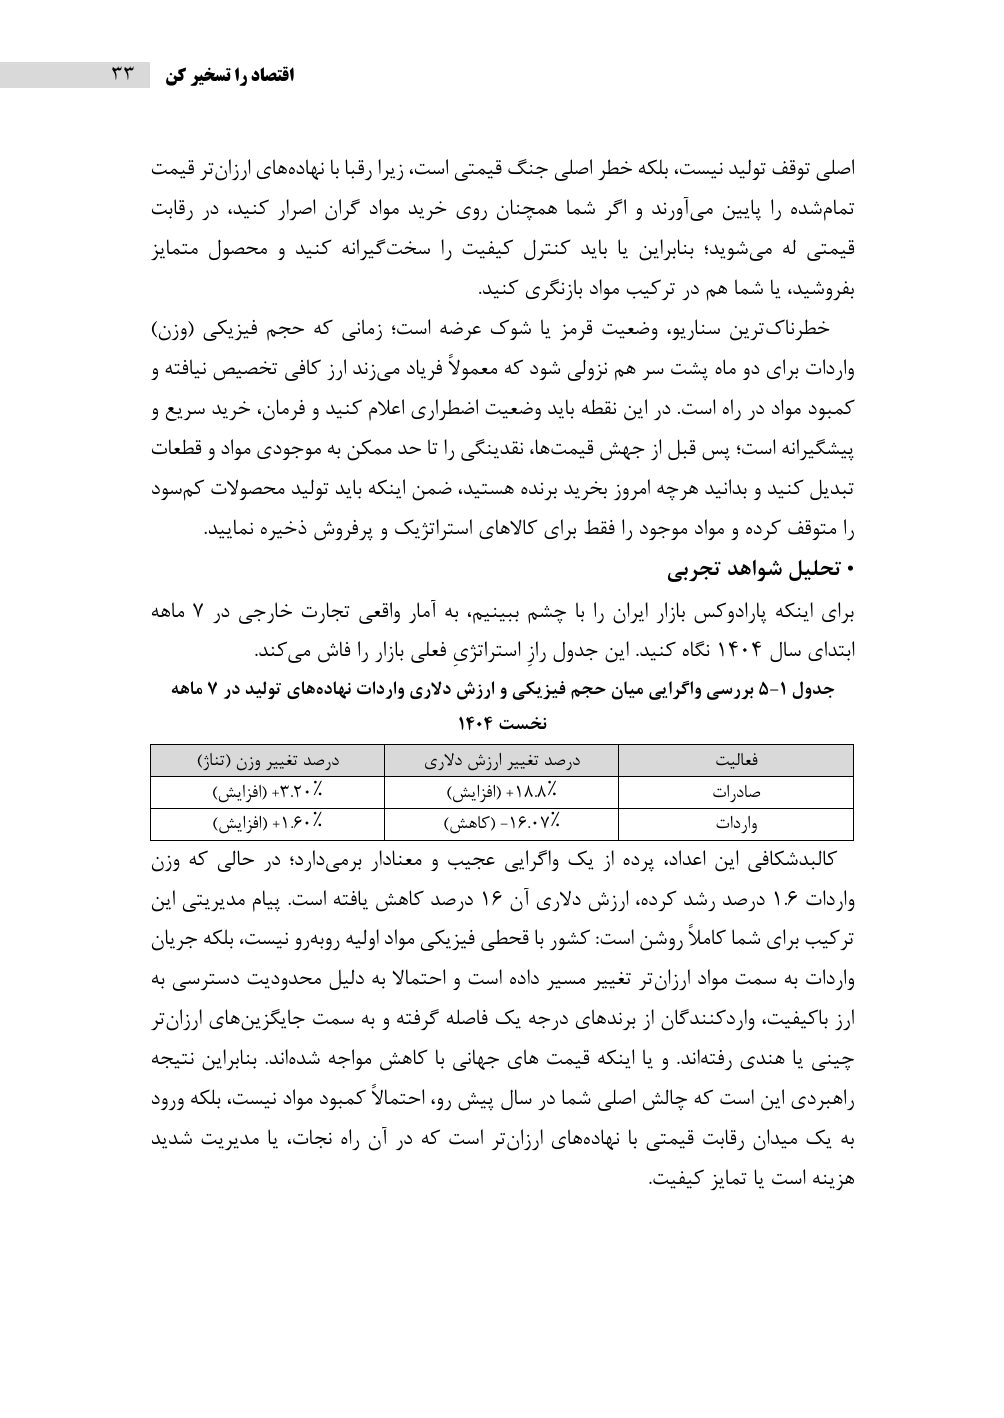 اقتصاد را تسخیر کن ۳۳
اصلی توقف تولید نیست، بلکه خطر اصلی جنگ قیمتی است، زیرا رقبا با نهاده‌های ارزان‌تر قیمت
تمام‌شده را پایین می‌آورند و اگر شما همچنان روی خرید مواد گران اصرار کنید، در رقابت
قیمتی له می‌شوید؛ بنابراین یا باید کنترل کیفیت را سخت‌گیرانه کنید و محصول متمایز
بفروشید، یا شما هم در ترکیب مواد بازنگری کنید.
خطرناک‌ترین سناریو، وضعیت قرمز یا شوک عرضه است؛ زمانی که حجم فیزیکی (وزن)
واردات برای دو ماه پشت سر هم نزولی شود که معمولاً فریاد می‌زند ارز کافی تخصیص نیافته و
کمبود مواد در راه است. در این نقطه باید وضعیت اضطراری اعلام کنید و فرمان، خرید سریع و
پیشگیرانه است؛ پس قبل از جهش قیمت‌ها، نقدینگی را تا حد ممکن به موجودی مواد و قطعات
تبدیل کنید و بدانید هرچه امروز بخرید برنده هستید، ضمن اینکه باید تولید محصولات کم‌سود
را متوقف کرده و مواد موجود را فقط برای کالاهای استراتژیک و پرفروش ذخیره نمایید.
• تحلیل شواهد تجربی
برای اینکه پارادوکس بازار ایران را با چشم ببینیم، به آمار واقعی تجارت خارجی در ۷ ماهه
ابتدای سال ۱۴۰۴ نگاه کنید. این جدول رازِ استراتژیِ فعلی بازار را فاش می‌کند.
جدول ۱-۵ بررسی واگرایی میان حجم فیزیکی و ارزش دلاری واردات نهاده‌های تولید در ۷ ماهه
نخست ۱۴۰۴
فعالیت درصد تغییر ارزش دلاری درصد تغییر وزن (تناژ)
صادرات +۱۸.۸٪ (افزایش) +۳.۲۰٪ (افزایش)
واردات -۱۶.۰۷٪ (کاهش) +۱.۶۰٪ (افزایش)
کالبدشکافی این اعداد، پرده از یک واگرایی عجیب و معنادار برمی‌دارد؛ در حالی که وزن
واردات ۱.۶ درصد رشد کرده، ارزش دلاری آن ۱۶ درصد کاهش یافته است. پیام مدیریتی این
ترکیب برای شما کاملاً روشن است: کشور با قحطی فیزیکی مواد اولیه روبه‌رو نیست، بلکه جریان
واردات به سمت مواد ارزان‌تر تغییر مسیر داده است و احتمالا به دلیل محدودیت دسترسی به
ارز باکیفیت، واردکنندگان از برندهای درجه یک فاصله گرفته و به سمت جایگزین‌های ارزان‌تر
چینی یا هندی رفته‌اند. و یا اینکه قیمت های جهانی با کاهش مواجه شده‌اند. بنابراین نتیجه
راهبردی این است که چالش اصلی شما در سال پیش رو، احتمالاً کمبود مواد نیست، بلکه ورود
به یک میدان رقابت قیمتی با نهاده‌های ارزان‌تر است که در آن راه نجات، یا مدیریت شدید
هزینه است یا تمایز کیفیت.